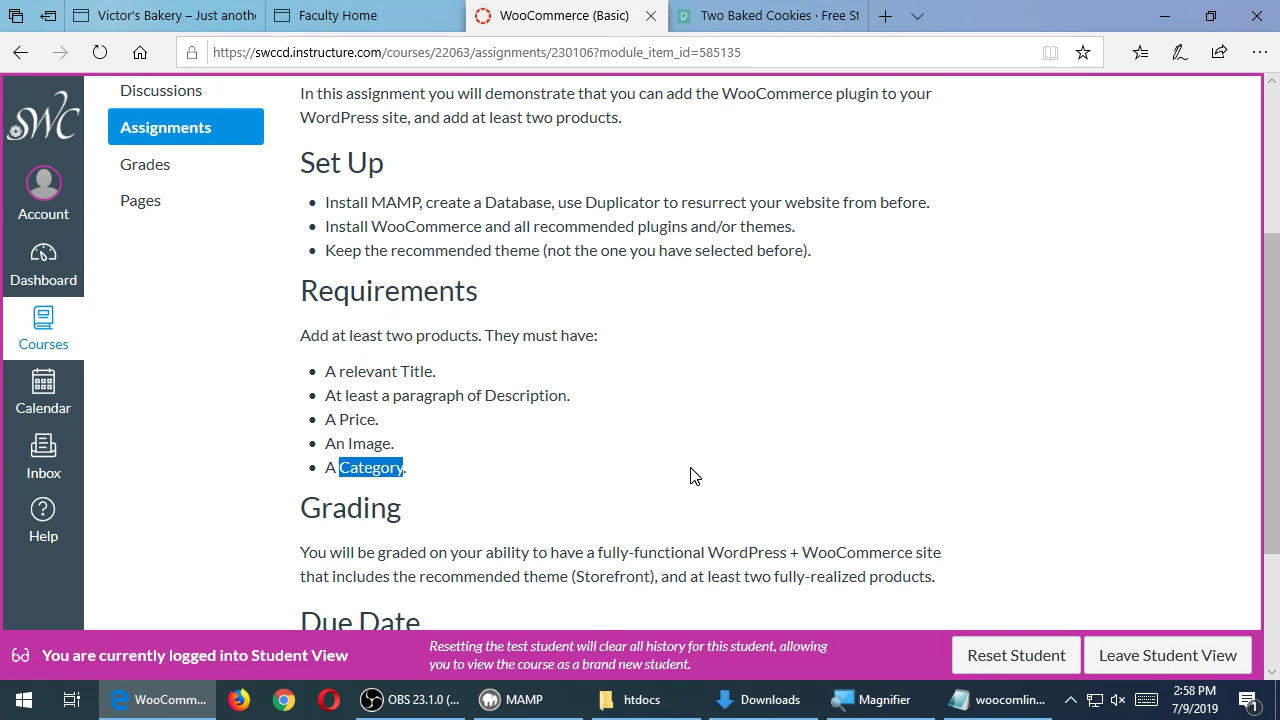 Victor's Bakery – Just anoth
Faculty Home
WooCommerce (Basic)
Two Baked Cookies · Free St
https://swccd.instructure.com/courses/22063/assignments/230106?module_item_id=585135
SWC
Account
Dashboard
Courses
Calendar
Inbox
Help
Discussions
Assignments
Grades
Pages
In this assignment you will demonstrate that you can add the WooCommerce plugin to your
WordPress site, and add at least two products.
Set Up
• Install MAMP, create a Database, use Duplicator to resurrect your website from before.
• Install WooCommerce and all recommended plugins and/or themes.
• Keep the recommended theme (not the one you have selected before).
Requirements
Add at least two products. They must have:
• A relevant Title.
• At least a paragraph of Description.
• A Price.
• An Image.
• A Category.
Grading
You will be graded on your ability to have a fully-functional WordPress + WooCommerce site
that includes the recommended theme (Storefront), and at least two fully-realized products.
Due Date
You are currently logged into Student View
Resetting the test student will clear all history for this student, allowing
you to view the course as a brand new student.
Reset Student
Leave Student View
WooComm...
OBS 23.1.0 (...
MAMP
htdocs
Downloads
Magnifier
woocomlin...
2:58 PM
7/9/2019
1